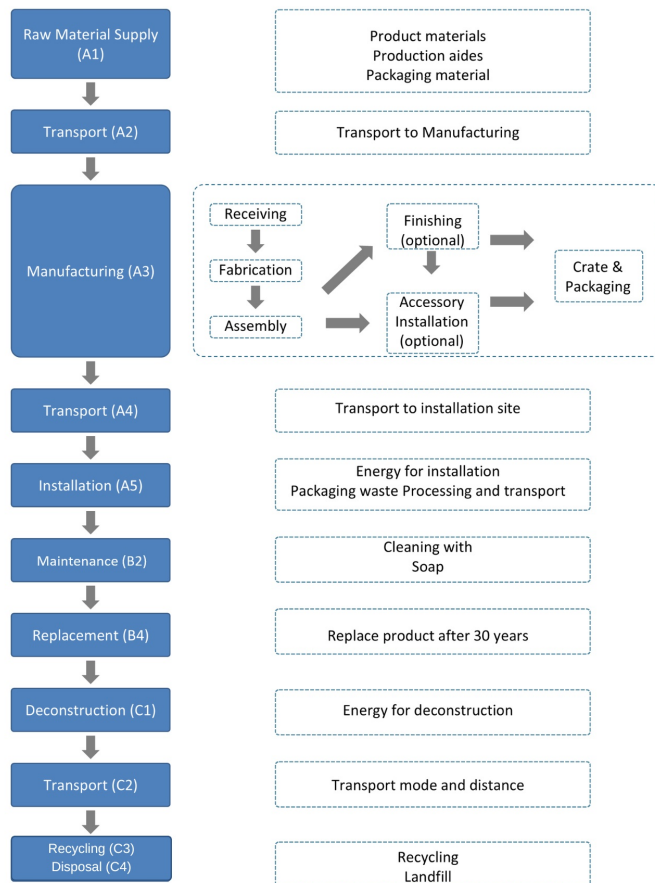 Raw Material Supply
(A1)
Product materials
Production aides
Packaging material
Transport (A2)
Transport to Manufacturing
Manufacturing (A3)
Receiving
Fabrication
Assembly
Finishing
(optional)
Accessory
Installation
(optional)
Crate &
Packaging
Transport (A4)
Transport to installation site
Installation (A5)
Energy for installation
Packaging waste Processing and transport
Maintenance (B2)
Cleaning with
Soap
Replacement (B4)
Replace product after 30 years
Deconstruction (C1)
Energy for deconstruction
Transport (C2)
Transport mode and distance
Recycling (C3)
Disposal (C4)
Recycling
Landfill